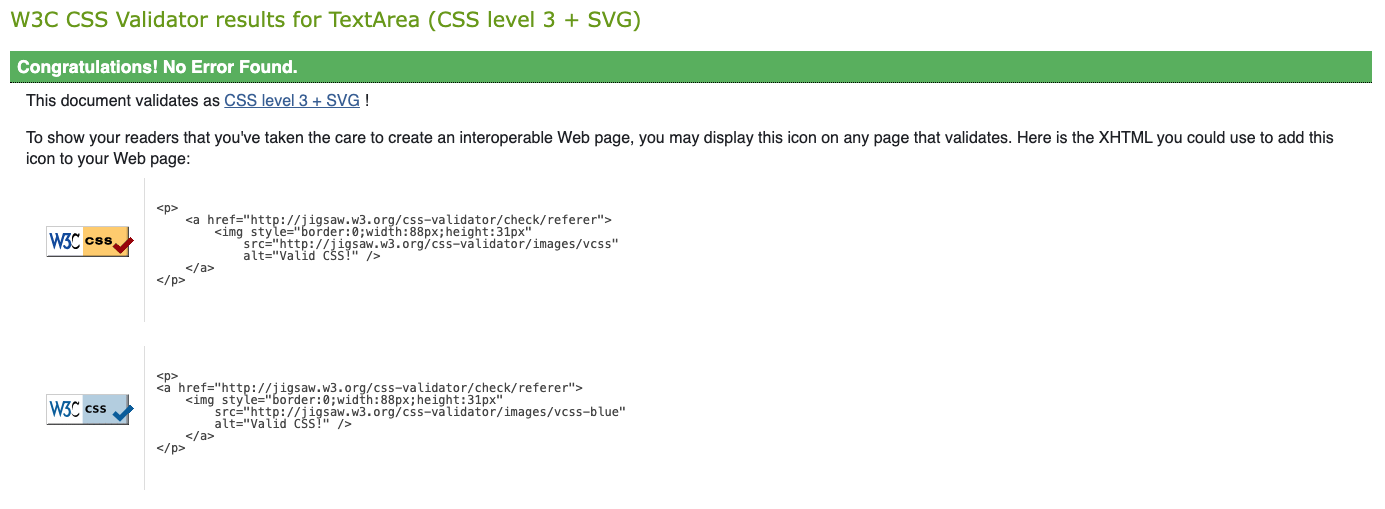 W3C CSS Validator results for TextArea (CSS level 3 + SVG)
Congratulations! No Error Found.
This document validates as CSS level 3 + SVG !
To show your readers that you've taken the care to create an interoperable Web page, you may display this icon on any page that validates. Here is the XHTML you could use to add this
icon to your Web page:
W3C css
<p>
    <a href="http://jigsaw.w3.org/css-validator/check/referer">
        <img style="border:0;width:88px;height:31px"
            src="http://jigsaw.w3.org/css-validator/images/vcss"
            alt="Valid CSS!" />
    </a>
</p>
W3C css
<p>
<a href="http://jigsaw.w3.org/css-validator/check/referer">
    <img style="border:0;width:88px;height:31px"
        src="http://jigsaw.w3.org/css-validator/images/vcss-blue"
        alt="Valid CSS!" />
    </a>
</p>